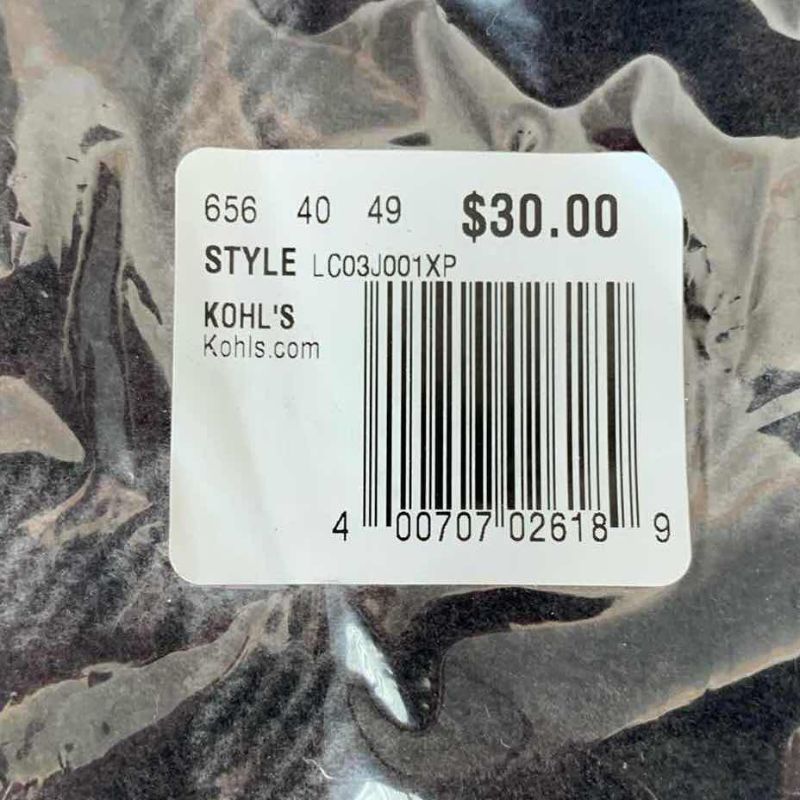 656 40 49 $30.00
STYLE LC03J001XP
KOHL'S
Kohls.com
4 00707 02618 9